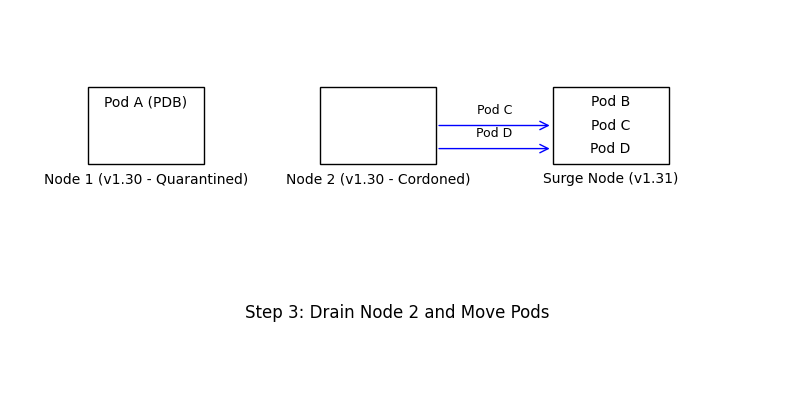 Pod A (PDB)
Node 1 (v1.30 - Quarantined)
Node 2 (v1.30 - Cordoned)
Pod C
Pod D
Pod B
Pod C
Pod D
Surge Node (v1.31)
Step 3: Drain Node 2 and Move Pods